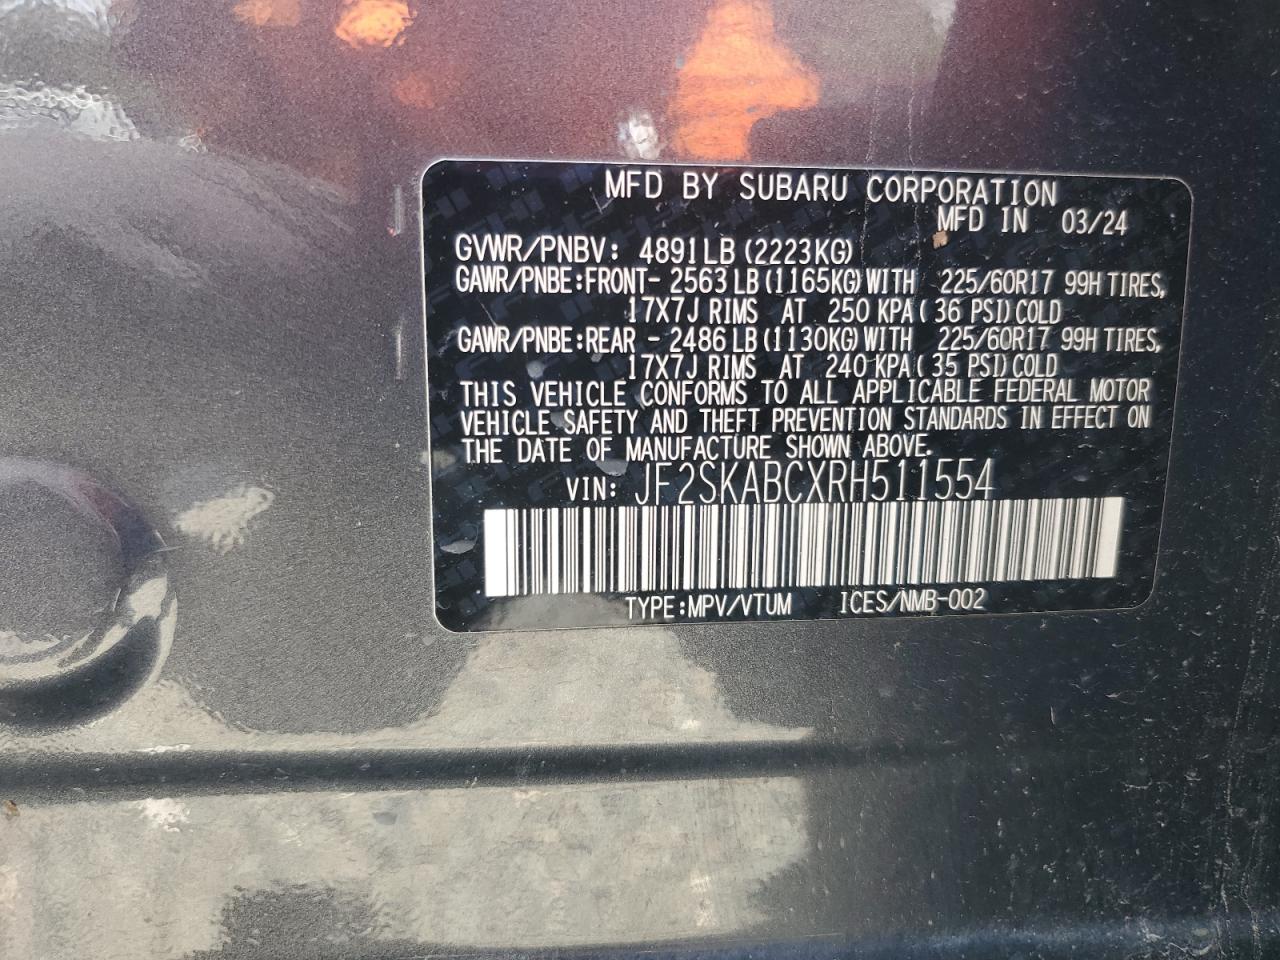 MFD BY SUBARU CORPORATION
MFD IN 03/24
GVWR/PNBV: 4891LB (2223KG)
GAWR/PNBE:FRONT- 2563 LB (1165KG) WITH 225/60R17 99H TIRES,
17X7J RIMS AT 250 KPA( 36 PSI)COLD
GAWR/PNBE:REAR - 2486 LB (1130KG) WITH 225/60R17 99H TIRES,
17X7J RIMS AT 240 KPA( 35 PSI)COLD
THIS VEHICLE CONFORMS TO ALL APPLICABLE FEDERAL MOTOR
VEHICLE SAFETY AND THEFT PREVENTION STANDARDS IN EFFECT ON
THE DATE OF MANUFACTURE SHOWN ABOVE.
VIN: JF2SKABCXRH511554
TYPE:MPV/VTUM ICES/NMB-002